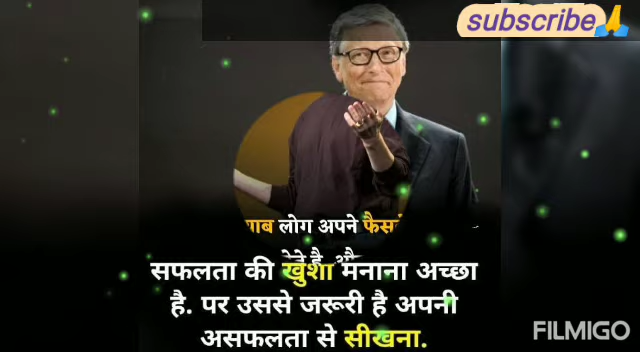 subscribe🙏
लोग अपने
सफलता की खुशी मनाना अच्छा
है. पर उससे जरूरी है अपनी
असफलता से सीखना.
FILMIGO